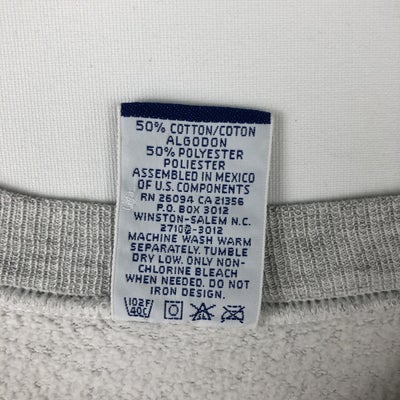 50% COTTON/COTON
ALGODON
50% POLYESTER
POLIESTER
ASSEMBLED IN MEXICO
OF U.S. COMPONENTS
RN 26094 CA 21356
P.O. BOX 3012
WINSTON-SALEM N.C.
27102-3012
MACHINE WASH WARM
SEPARATELY. TUMBLE
DRY LOW. ONLY NON-
CHLORINE BLEACH
WHEN NEEDED. DO NOT
IRON DESIGN.
102F
40C